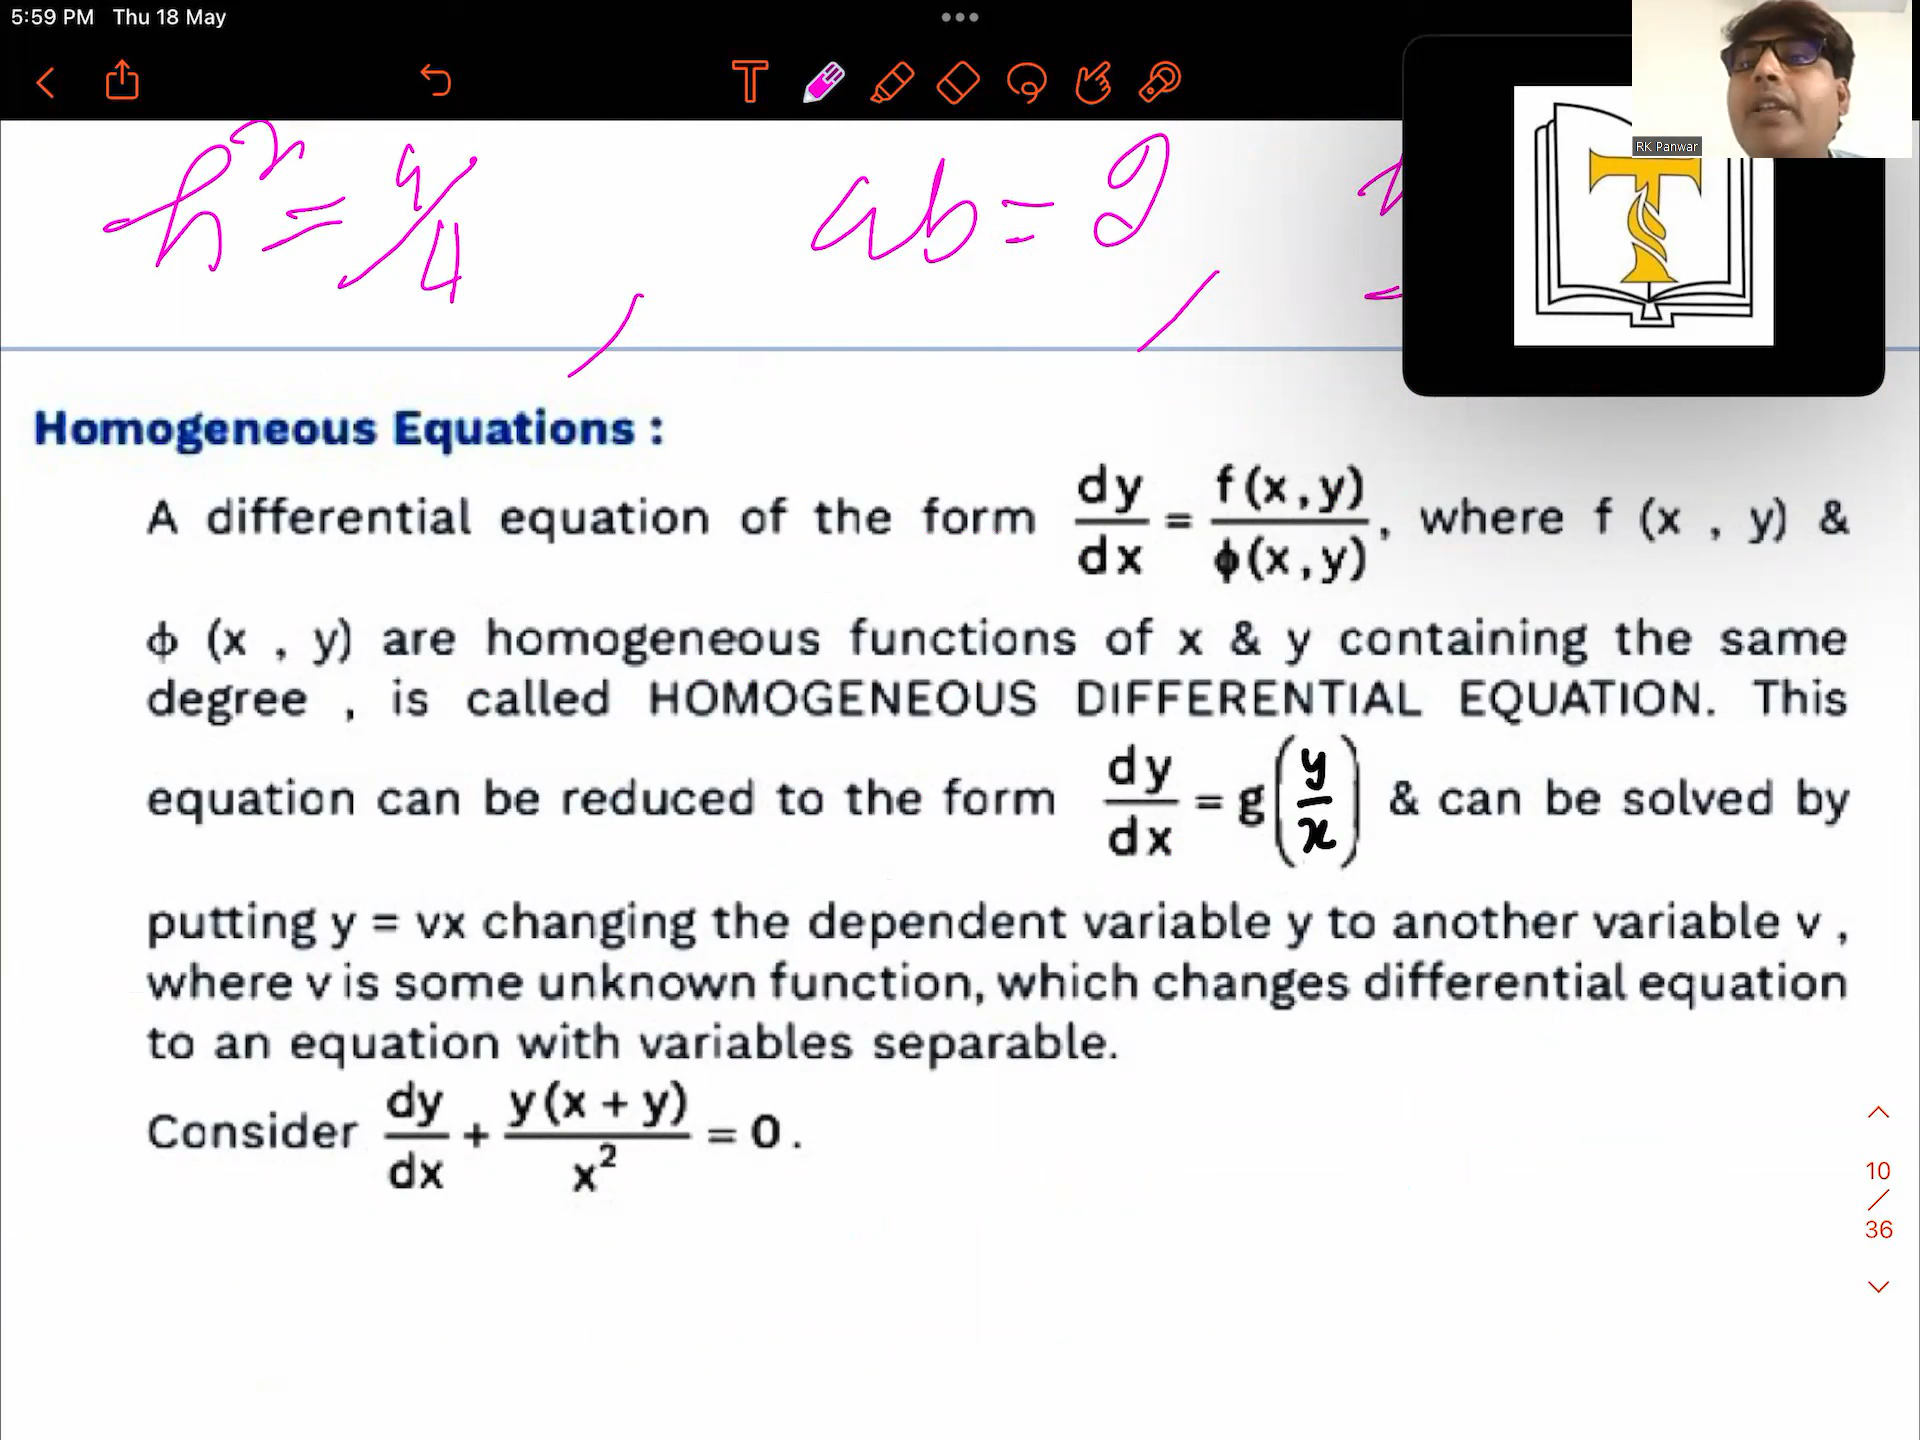 5:59 PM Thu 18 May
RK Panwar
h² = 9/4 , ab = 2 ,
Homogeneous Equations :
A differential equation of the form dy/dx = f(x,y)/ϕ(x,y), where f (x , y) &
ϕ (x , y) are homogeneous functions of x & y containing the same
degree , is called HOMOGENEOUS DIFFERENTIAL EQUATION. This
equation can be reduced to the form dy/dx = g(y/x) & can be solved by
putting y = vx changing the dependent variable y to another variable v ,
where v is some unknown function, which changes differential equation
to an equation with variables separable.
Consider dy/dx + y(x + y)/x² = 0 .
10
/
36